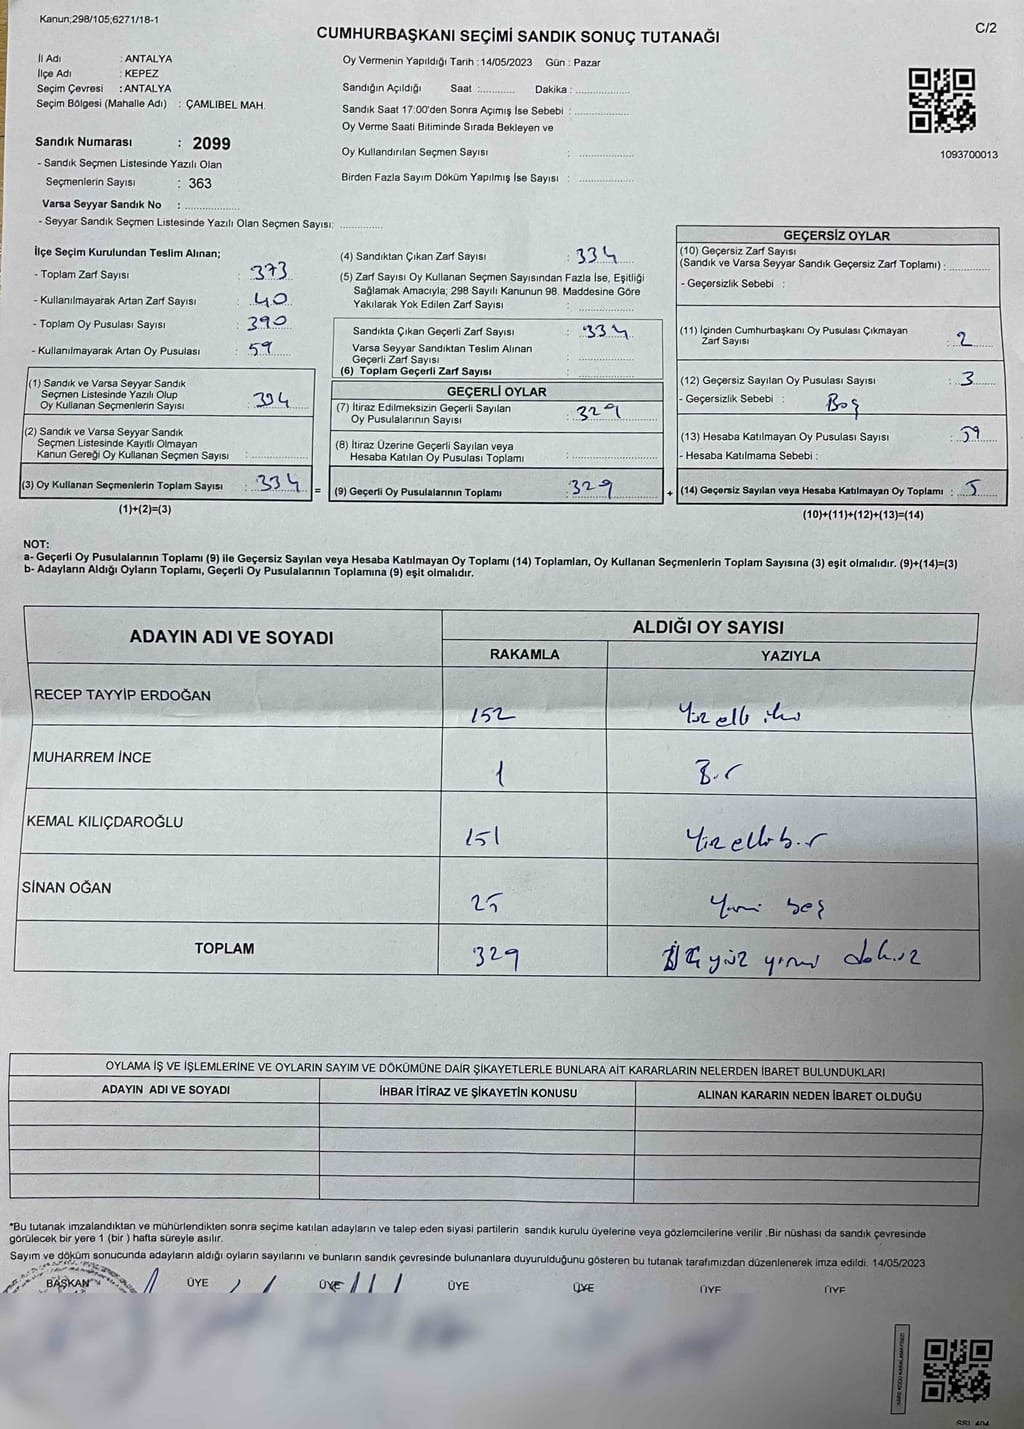 Kanun;298/105;6271/18-1
C/2
CUMHURBAŞKANI SEÇİMİ SANDIK SONUÇ TUTANAĞI
İl Adı : ANTALYA
İlçe Adı : KEPEZ
Seçim Çevresi : ANTALYA
Seçim Bölgesi (Mahalle Adı) : ÇAMLIBEL MAH.
Sandık Numarası : 2099
- Sandık Seçmen Listesinde Yazılı Olan
Seçmenlerin Sayısı : 363
Varsa Seyyar Sandık No : ..............
- Seyyar Sandık Seçmen Listesinde Yazılı Olan Seçmen Sayısı: ............
Oy Vermenin Yapıldığı Tarih : 14/05/2023 Gün : Pazar
Sandığın Açıldığı Saat :........... Dakika : ..............
Sandık Saat 17:00'den Sonra Açımış İse Sebebi : ..............
Oy Verme Saati Bitiminde Sırada Bekleyen ve
Oy Kullandırılan Seçmen Sayısı : ..............
Birden Fazla Sayım Döküm Yapılmış İse Sayısı : ..............
1093700013
İlçe Seçim Kurulundan Teslim Alınan;
- Toplam Zarf Sayısı : 373
- Kullanılmayarak Artan Zarf Sayısı : 40
- Toplam Oy Pusulası Sayısı : 390
- Kullanılmayarak Artan Oy Pusulası : 59
(1) Sandık ve Varsa Seyyar Sandık
Seçmen Listesinde Yazılı Olup
Oy Kullanan Seçmenlerin Sayısı : 334
(2) Sandık ve Varsa Seyyar Sandık
Seçmen Listesinde Kayıtlı Olmayan
Kanun Gereği Oy Kullanan Seçmen Sayısı : ..............
(3) Oy Kullanan Seçmenlerin Toplam Sayısı : 334
(1)+(2)=(3)
(4) Sandıktan Çıkan Zarf Sayısı : 334
(5) Zarf Sayısı Oy Kullanan Seçmen Sayısından Fazla İse, Eşitliği
Sağlamak Amacıyla; 298 Sayılı Kanunun 98. Maddesine Göre
Yakılarak Yok Edilen Zarf Sayısı : ..............
Sandıkta Çıkan Geçerli Zarf Sayısı : 334
Varsa Seyyar Sandıktan Teslim Alınan
Geçerli Zarf Sayısı : ..............
(6) Toplam Geçerli Zarf Sayısı : ..............
GEÇERLİ OYLAR
(7) İtiraz Edilmeksizin Geçerli Sayılan
Oy Pusulalarının Sayısı : 329
(8) İtiraz Üzerine Geçerli Sayılan veya
Hesaba Katılan Oy Pusulası Toplamı : ..............
= (9) Geçerli Oy Pusulalarının Toplamı : 329
GEÇERSİZ OYLAR
(10) Geçersiz Zarf Sayısı
(Sandık ve Varsa Seyyar Sandık Geçersiz Zarf Toplamı) : ...........
- Geçersizlik Sebebi :
(11) İçinden Cumhurbaşkanı Oy Pusulası Çıkmayan
Zarf Sayısı : 2
(12) Geçersiz Sayılan Oy Pusulası Sayısı : 3
- Geçersizlik Sebebi : Boş
(13) Hesaba Katılmayan Oy Pusulası Sayısı : 59
- Hesaba Katılmama Sebebi :
+ (14) Geçersiz Sayılan veya Hesaba Katılmayan Oy Toplamı : 5
(10)+(11)+(12)+(13)=(14)
NOT:
a- Geçerli Oy Pusulalarının Toplamı (9) ile Geçersiz Sayılan veya Hesaba Katılmayan Oy Toplamı (14) Toplamları, Oy Kullanan Seçmenlerin Toplam Sayısına (3) eşit olmalıdır. (9)+(14)=(3)
b- Adayların Aldığı Oyların Toplamı, Geçerli Oy Pusulalarının Toplamına (9) eşit olmalıdır.
ADAYIN ADI VE SOYADI ALDIĞI OY SAYISI
RAKAMLA YAZIYLA
RECEP TAYYİP ERDOĞAN 152 Yüz elli iki
MUHARREM İNCE 1 Bir
KEMAL KILIÇDAROĞLU 151 Yüz elli bir
SİNAN OĞAN 25 Yirmi beş
TOPLAM 329 Üç yüz yirmi dokuz
OYLAMA İŞ VE İŞLEMLERİNE VE OYLARIN SAYIM VE DÖKÜMÜNE DAİR ŞİKAYETLERLE BUNLARA AİT KARARLARIN NELERDEN İBARET BULUNDUKLARI
ADAYIN ADI VE SOYADI İHBAR İTİRAZ VE ŞİKAYETİN KONUSU ALINAN KARARIN NEDEN İBARET OLDUĞU
*Bu tutanak imzalandıktan ve mühürlendikten sonra seçime katılan adayların ve talep eden siyasi partilerin sandık kurulu üyelerine veya gözlemcilerine verilir .Bir nüshası da sandık çevresinde
görülecek bir yere 1 (bir ) hafta süreyle asılır.
Sayım ve döküm sonucunda adayların aldığı oyların sayılarını ve bunların sandık çevresinde bulunanlara duyurulduğunu gösteren bu tutanak tarafımızdan düzenlenerek imza edildi. 14/05/2023
BAŞKAN ÜYE ÜYE ÜYE ÜYE ÜYE ÜYE